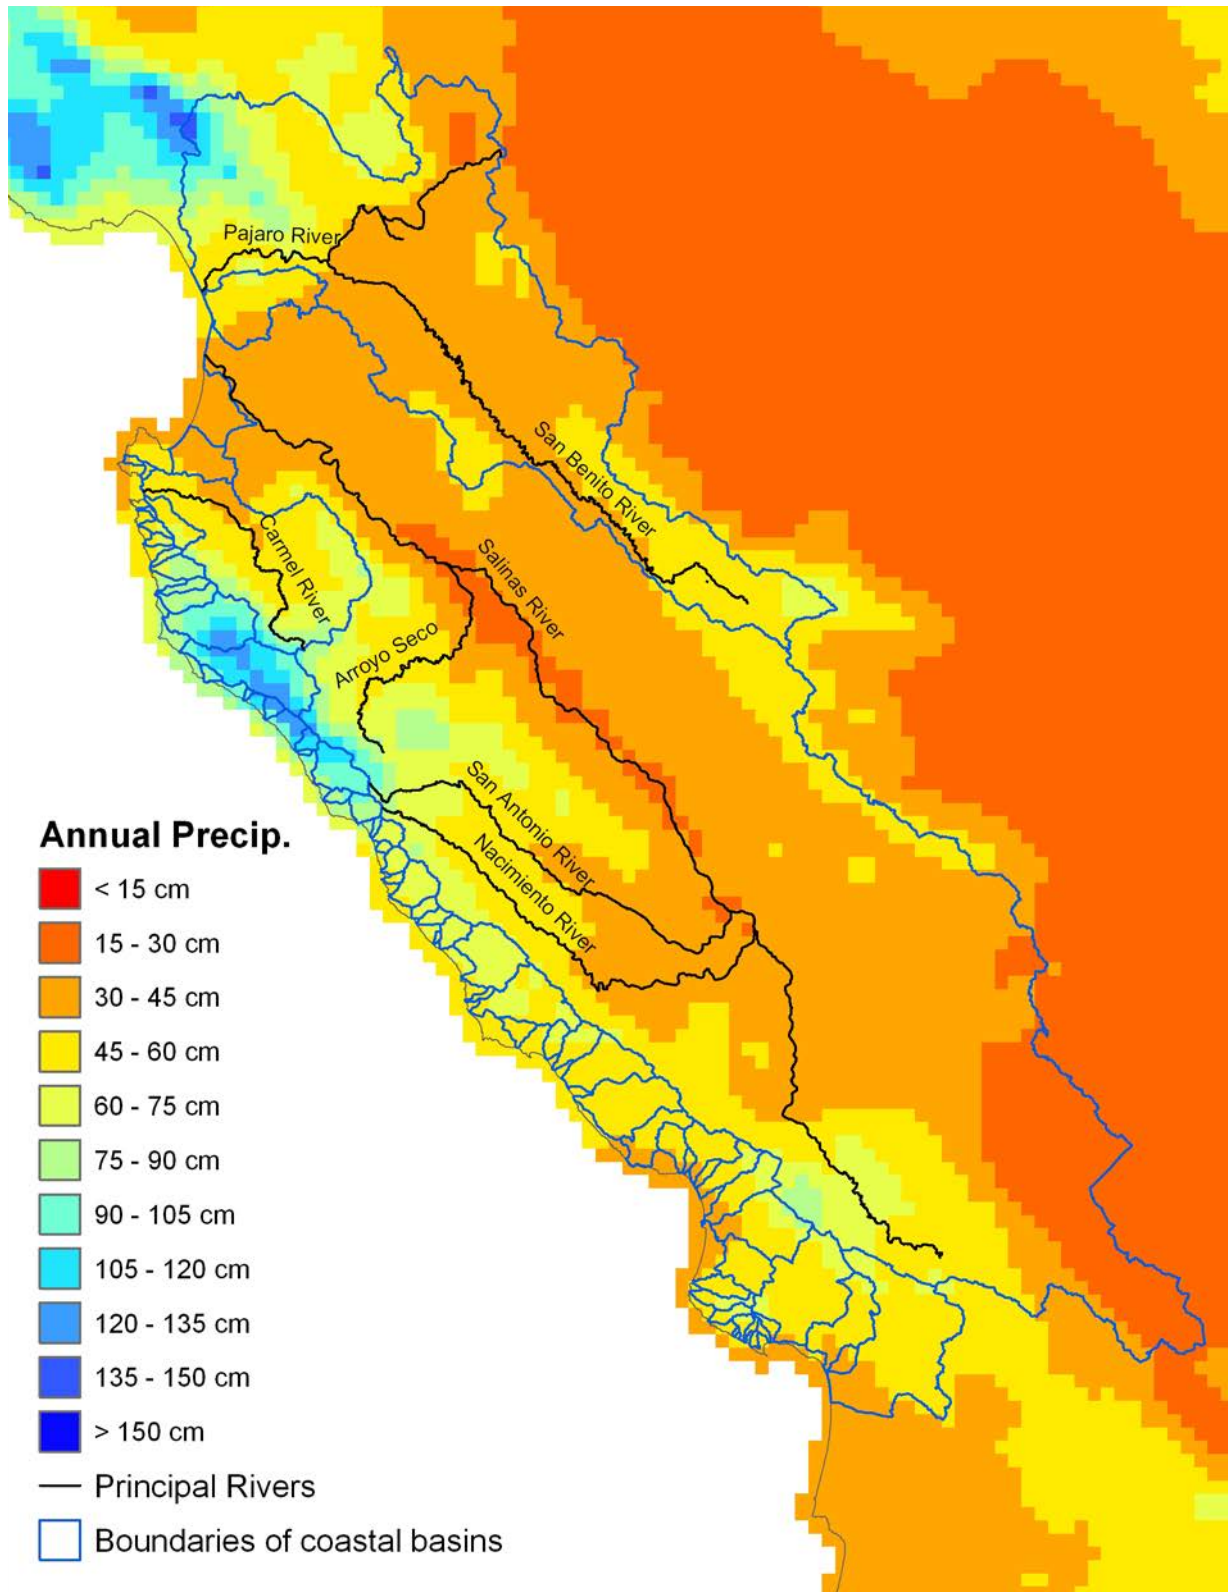 Pajaro River
San Benito River
Carmel River
Salinas River
Arroyo Seco
San Antonio River
Nacimiento River
Annual Precip.
< 15 cm
15 - 30 cm
30 - 45 cm
45 - 60 cm
60 - 75 cm
75 - 90 cm
90 - 105 cm
105 - 120 cm
120 - 135 cm
135 - 150 cm
> 150 cm
Principal Rivers
Boundaries of coastal basins